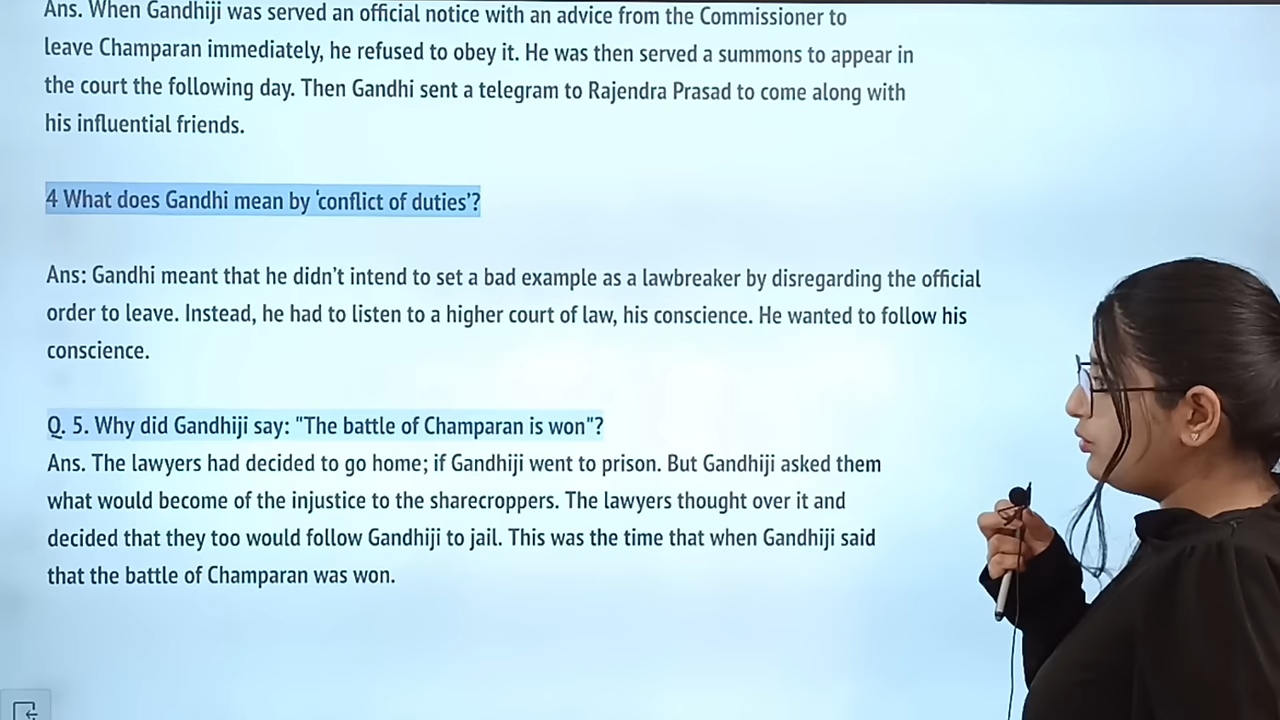 Ans. When Gandhiji was served an official notice with an advice from the Commissioner to
leave Champaran immediately, he refused to obey it. He was then served a summons to appear in
the court the following day. Then Gandhi sent a telegram to Rajendra Prasad to come along with
his influential friends.
4 What does Gandhi mean by ‘conflict of duties’?
Ans: Gandhi meant that he didn’t intend to set a bad example as a lawbreaker by disregarding the official
order to leave. Instead, he had to listen to a higher court of law, his conscience. He wanted to follow his
conscience.
Q. 5. Why did Gandhiji say: "The battle of Champaran is won"?
Ans. The lawyers had decided to go home; if Gandhiji went to prison. But Gandhiji asked them
what would become of the injustice to the sharecroppers. The lawyers thought over it and
decided that they too would follow Gandhiji to jail. This was the time that when Gandhiji said
that the battle of Champaran was won.